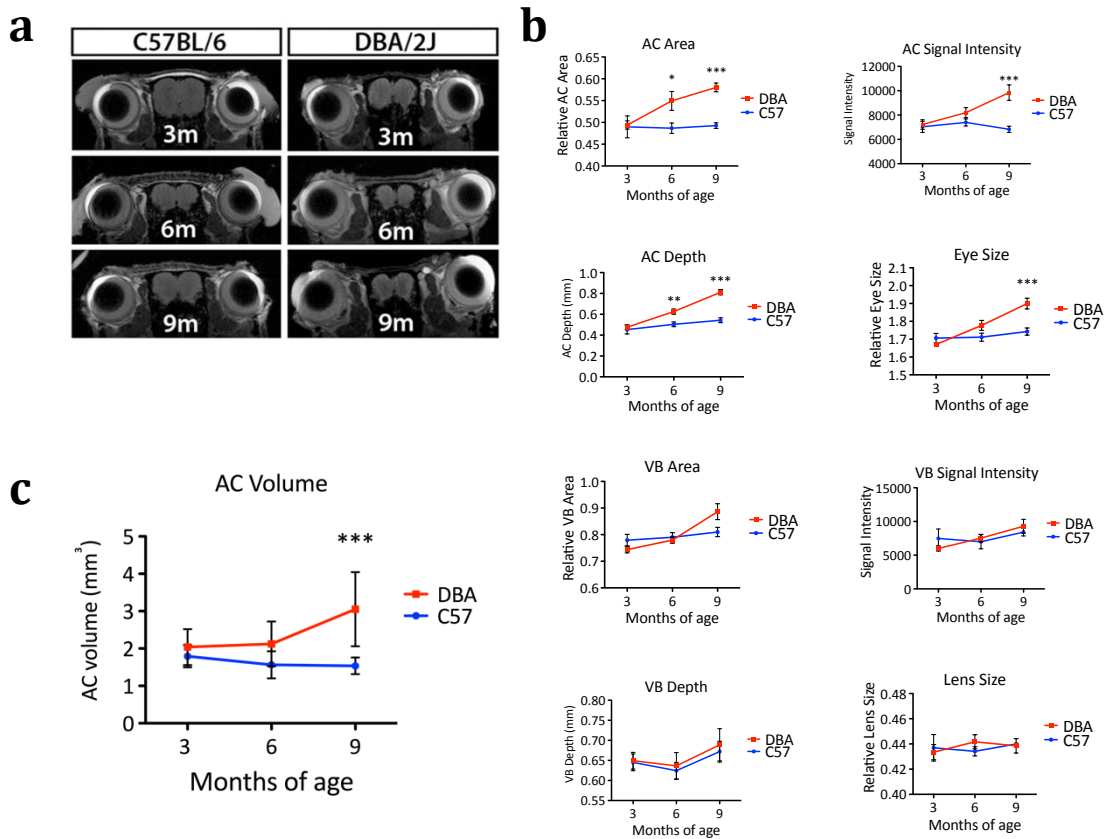 a
C57BL/6
DBA/2J
3m
3m
6m
6m
9m
9m
b
AC Area
Relative AC Area
0.65
0.60
0.55
0.50
0.45
0.40
*
***
DBA
C57
3
6
9
Months of age
AC Signal Intensity
Signal Intensity
12000
10000
8000
6000
4000
***
DBA
C57
3
6
9
Months of age
AC Depth
AC Depth (mm)
1.0
0.8
0.6
0.4
0.2
0.0
**
***
DBA
C57
3
6
9
Months of age
Eye Size
Relative Eye Size
2.1
2.0
1.9
1.8
1.7
1.6
1.5
***
DBA
C57
3
6
9
Months of age
VB Area
Relative VB Area
1.0
0.9
0.8
0.7
0.6
DBA
C57
3
6
9
Months of age
VB Signal Intensity
Signal Intensity
15000
10000
5000
0
DBA
C57
3
6
9
Months of age
VB Depth
VB Depth (mm)
0.80
0.75
0.70
0.65
0.60
0.55
DBA
C57
3
6
9
Months of age
Lens Size
Relative Lens Size
0.48
0.46
0.44
0.42
0.40
DBA
C57
3
6
9
Months of age
c
AC Volume
AC volume (mm³)
5
4
3
2
1
0
***
DBA
C57
3
6
9
Months of age